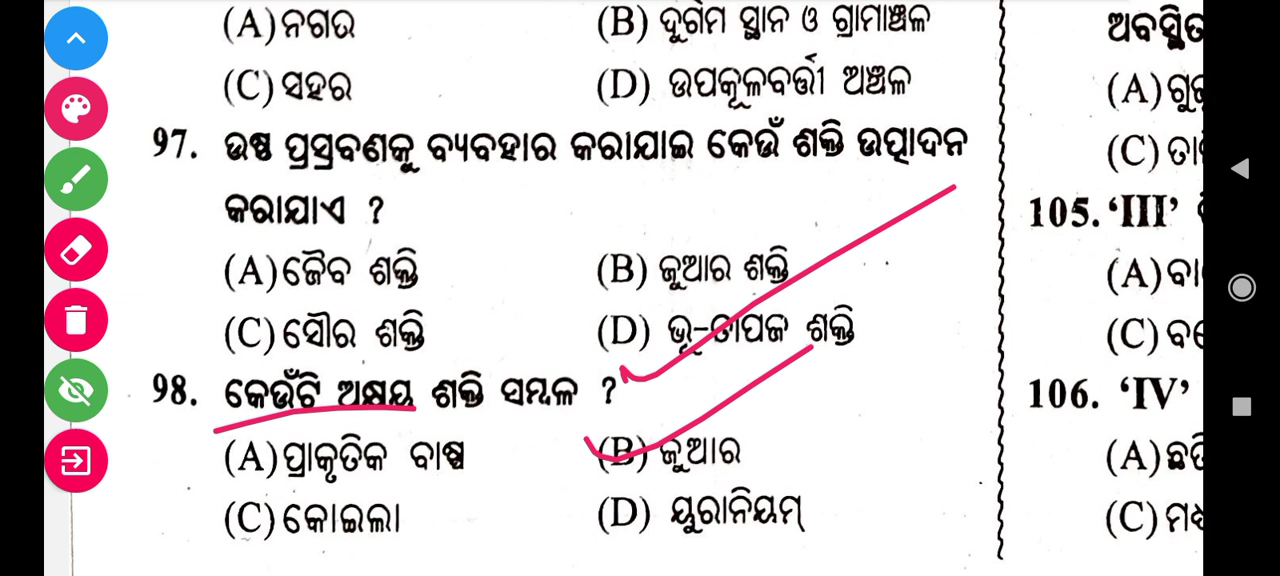 (A) ନଗର
(B) ଦୁର୍ଗମ ସ୍ଥାନ ଓ ଗ୍ରାମାଞ୍ଚଳ
(C) ସହର
(D) ଉପକୂଳବର୍ତ୍ତୀ ଅଞ୍ଚଳ
97. ଉଷ୍ଣ ପ୍ରସ୍ରବଣକୁ ବ୍ୟବହାର କରାଯାଇ କେଉଁ ଶକ୍ତି ଉତ୍ପାଦନ
କରାଯାଏ ?
(A) ଜୈବ ଶକ୍ତି
(B) ଜୁଆର ଶକ୍ତି
(C) ସୌର ଶକ୍ତି
(D) ଭୂ-ତାପଜ ଶକ୍ତି
98. କେଉଁଟି ଅକ୍ଷୟ ଶକ୍ତି ସମ୍ବଳ ?
(A) ପ୍ରାକୃତିକ ବାଷ୍ପ
(B) ଜୁଆର
(C) କୋଇଲା
(D) ୟୁରାନିୟମ୍
(A)
(C)
105. ‘III’
(A)
(C)
106. ‘IV’
(A)
(C)